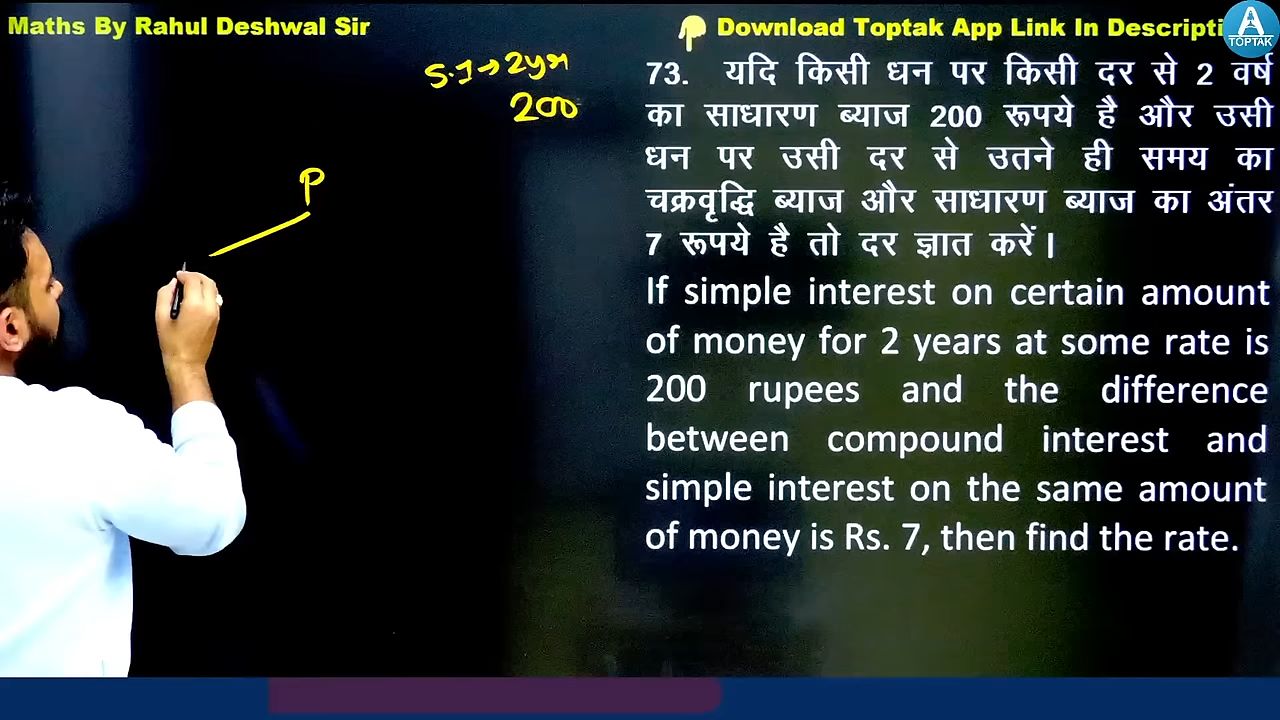 Maths By Rahul Deshwal Sir
Download Toptak App Link In Descripti
A
TOPTAK
S.I → 2yr
200
P
73. यदि किसी धन पर किसी दर से 2 वर्ष
का साधारण ब्याज 200 रूपये है और उसी
धन पर उसी दर से उतने ही समय का
चक्रवृद्धि ब्याज और साधारण ब्याज का अंतर
7 रूपये है तो दर ज्ञात करें।
If simple interest on certain amount
of money for 2 years at some rate is
200 rupees and the difference
between compound interest and
simple interest on the same amount
of money is Rs. 7, then find the rate.